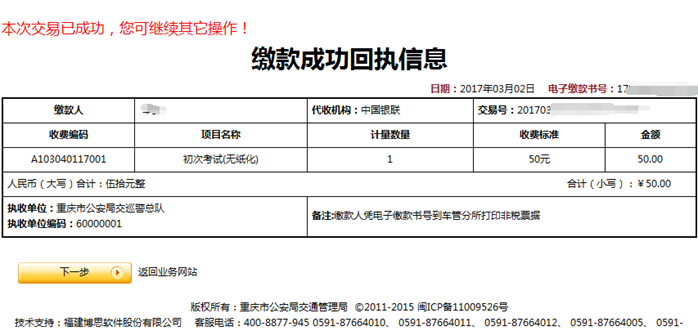 本次交易已成功，您可继续其它操作！
缴款成功回执信息
日期：2017年03月02日 电子缴款书号：17
缴款人 代收机构：中国银联 交易号：201703
收费编码 项目名称 计量数量 收费标准 金额
A103040117001 初次考试(无纸化) 1 50元 50.00
人民币（大写）合计：伍拾元整 合计（小写）：￥50.00
执收单位：重庆市公安局交巡警总队
执收单位编码：60000001
备注:缴款人凭电子缴款书号到车管分所打印非税票据
下一步 返回业务网站
版权所有：重庆市公安局交通管理局 ©2011-2015 闽ICP备11009526号
技术支持：福建博思软件股份有限公司 客服电话：400-8877-945 0591-87664010、 0591-87664011、 0591-87664012、 0591-87664005、 0591-